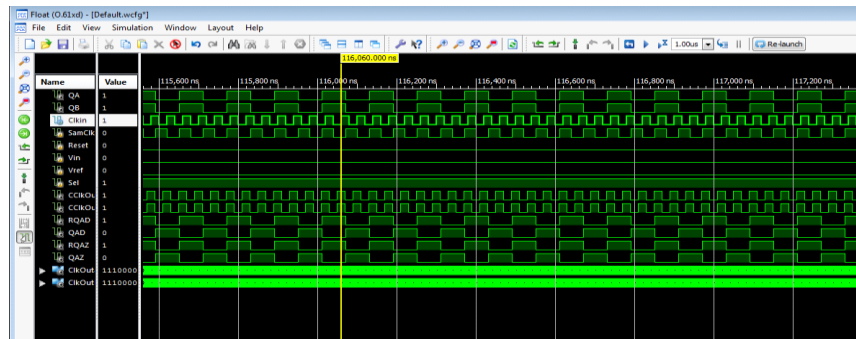 Float (O.61xd) - [Default.wcfg*]
File Edit View Simulation Window Layout Help
1.00us Re-launch
116,060.000 ns
Name Value 115,600 ns 115,800 ns 116,000 ns 116,200 ns 116,400 ns 116,600 ns 116,800 ns 117,000 ns 117,200 ns
QA 1
QB 1
Clkin 1
SamClk 0
Reset 0
Vin 0
Vref 0
Sel 1
CClkOu 1
CClkOu 1
RQAD 1
QAD 0
RQAZ 1
QAZ 0
ClkOut 1110000
ClkOut 1110000